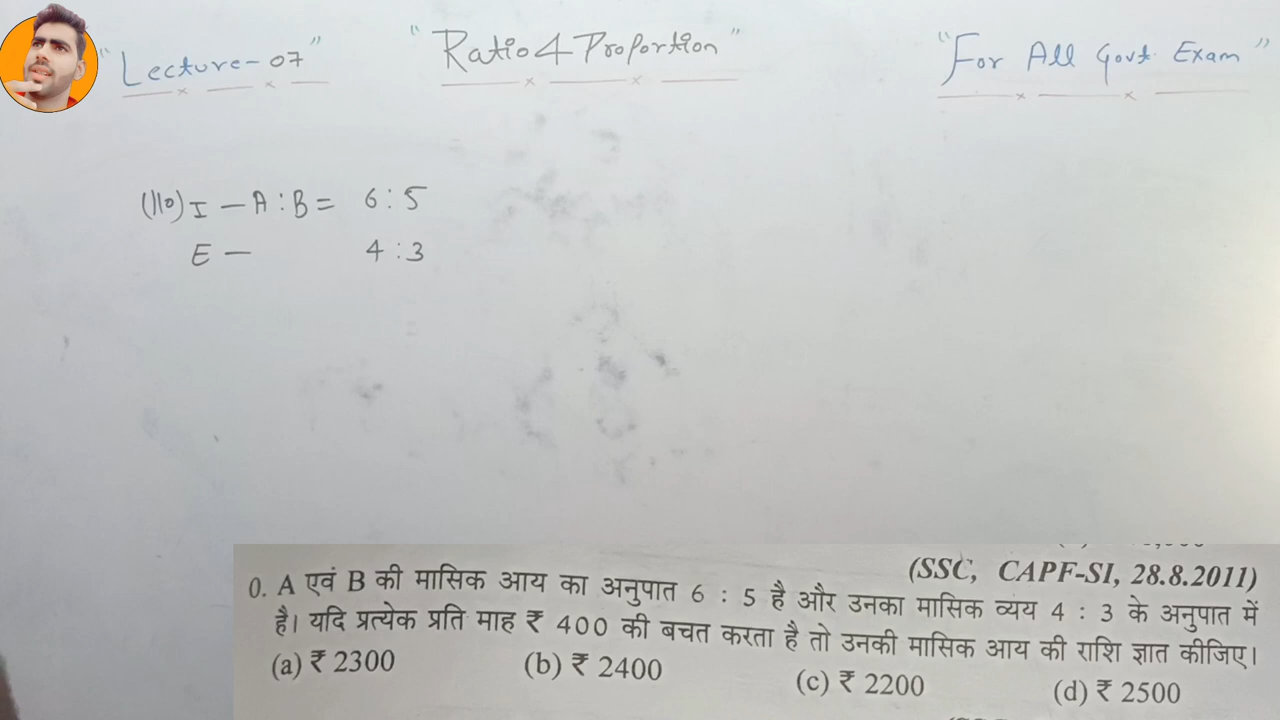 "Lecture-07"
"Ratio & Proportion"
"For All Govt. Exam"
(110) I — A : B = 6 : 5
E — 4 : 3
(SSC, CAPF-SI, 28.8.2011)
0. A एवं B की मासिक आय का अनुपात 6 : 5 है और उनका मासिक व्यय 4 : 3 के अनुपात में
है। यदि प्रत्येक प्रति माह ₹ 400 की बचत करता है तो उनकी मासिक आय की राशि ज्ञात कीजिए।
(a) ₹ 2300 (b) ₹ 2400 (c) ₹ 2200 (d) ₹ 2500